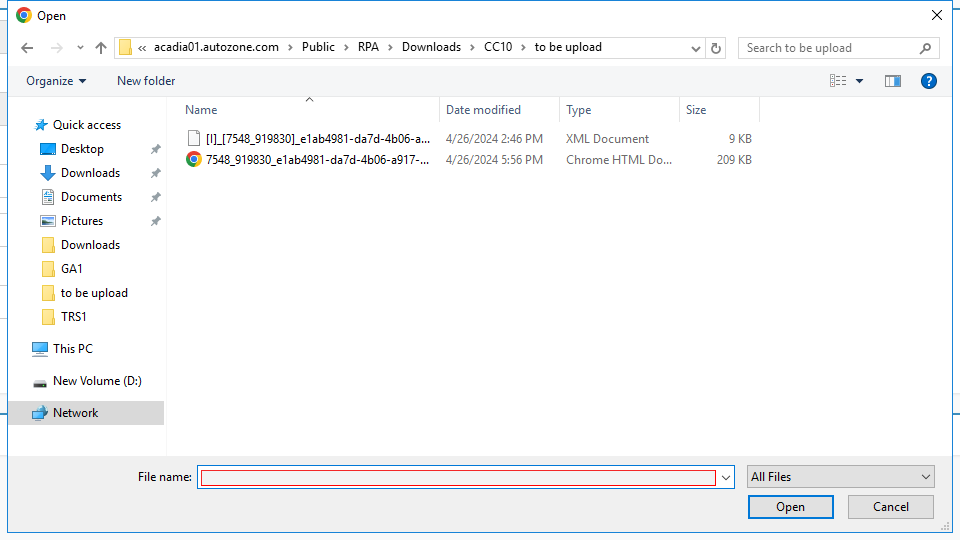 Open
« acadia01.autozone.com > Public > RPA > Downloads > CC10 > to be upload
Search to be upload
Organize
New folder
?
Name Date modified Type Size
[I]_[7548_919830]_e1ab4981-da7d-4b06-a... 4/26/2024 2:46 PM XML Document 9 KB
7548_919830_e1ab4981-da7d-4b06-a917-... 4/26/2024 5:56 PM Chrome HTML Do... 209 KB
Quick access
Desktop
Downloads
Documents
Pictures
Downloads
GA1
to be upload
TRS1
This PC
New Volume (D:)
Network
File name:
All Files
Open
Cancel